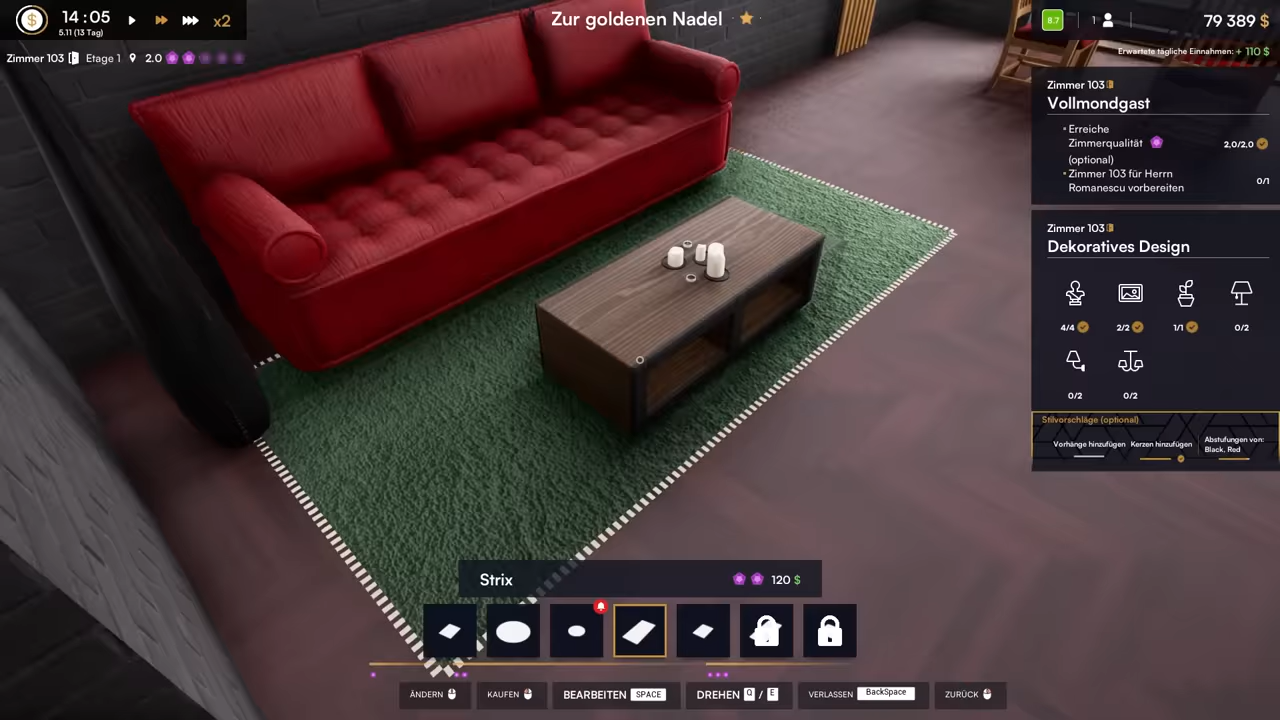 14:05
x2
5.11 (13 Tag)
Zur goldenen Nadel
8.7
1
79 389 $
Erwartete tägliche Einnahmen: + 110 $
Zimmer 103
Etage 1
2.0
Zimmer 103
Vollmondgast
Erreiche
Zimmerqualität
(optional)
2,0/2,0
Zimmer 103 für Herrn
Romanescu vorbereiten
0/1
Zimmer 103
Dekoratives Design
4/4
2/2
1/1
0/2
0/2
0/2
Stilvorschläge (optional)
Vorhänge hinzufügen
Kerzen hinzufügen
Abstufungen von:
Black, Red
Strix
120 $
ÄNDERN
KAUFEN
BEARBEITEN SPACE
DREHEN Q / E
VERLASSEN BackSpace
ZURÜCK